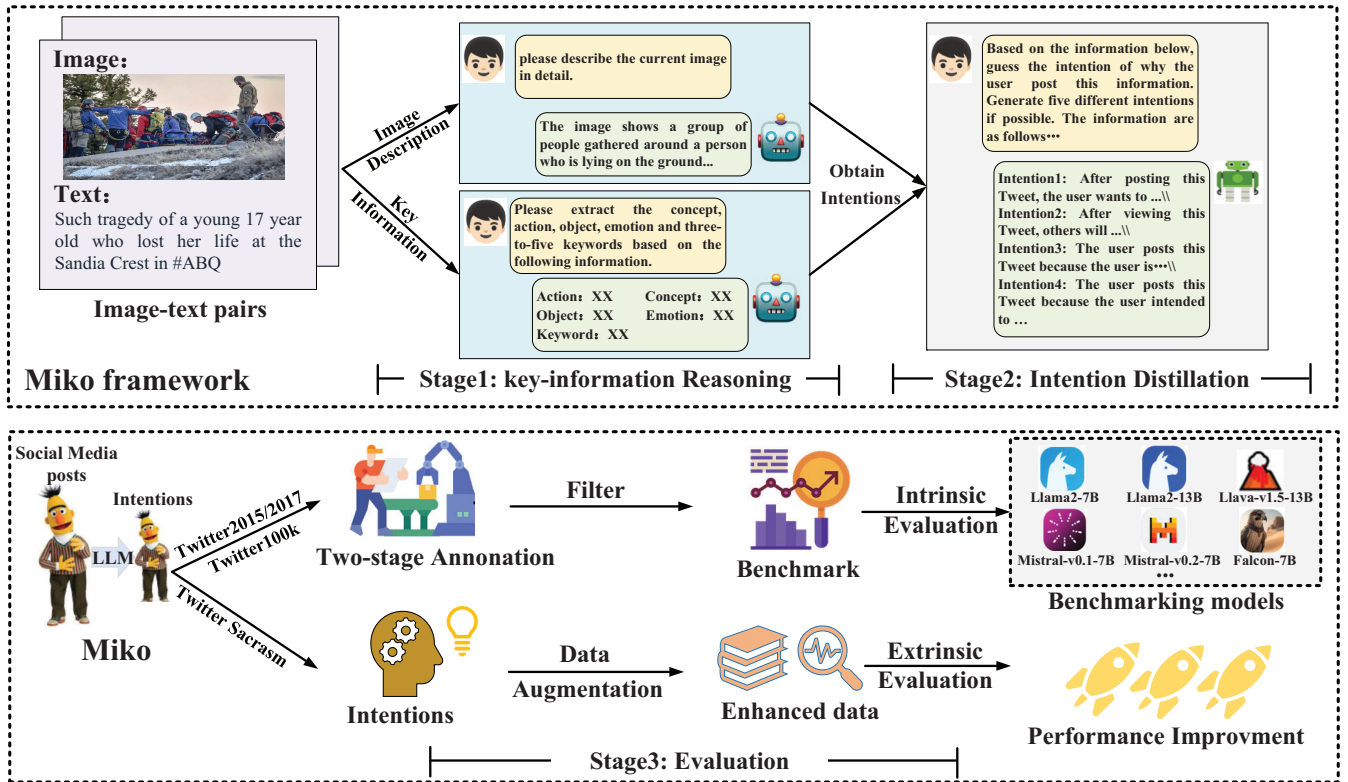 Image:
Text:
Such tragedy of a young 17 year
old who lost her life at the
Sandia Crest in #ABQ
Image-text pairs
Image
Description
Key
Information
please describe the current image
in detail.
The image shows a group of
people gathered around a person
who is lying on the ground...
Please extract the concept,
action, object, emotion and three-
to-five keywords based on the
following information.
Action: XX Concept: XX
Object: XX Emotion: XX
Keyword: XX
Obtain
Intentions
Based on the information below,
guess the intention of why the
user post this information.
Generate five different intentions
if possible. The information are
as follows···
Intention1: After posting this
Tweet, the user wants to ...\\
Intention2: After viewing this
Tweet, others will ...\\
Intention3: The user posts this
Tweet because the user is···\\
Intention4: The user posts this
Tweet because the user intended
to …
Miko framework
Stage1: key-information Reasoning
Stage2: Intention Distillation
Social Media
posts
Intentions
LLM
Miko
Twitter2015/2017
Twitter100k
Twitter Sacrasm
Two-stage Annonation
Filter
Benchmark
Intrinsic
Evaluation
Llama2-7B
Llama2-13B
Llava-v1.5-13B
Mistral-v0.1-7B
Mistral-v0.2-7B
Falcon-7B
•••
Benchmarking models
Intentions
Data
Augmentation
Enhanced data
Extrinsic
Evaluation
Performance Improvment
Stage3: Evaluation